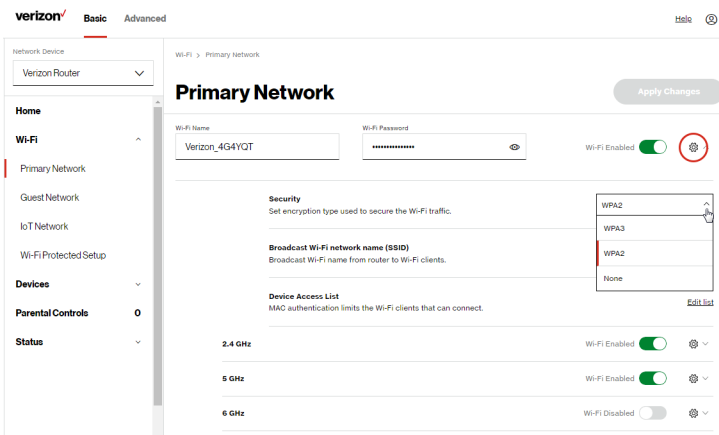 verizon✓ Basic Advanced Help
Network Device
Verizon Router
Home
Wi-Fi
Primary Network
Guest Network
IoT Network
Wi-Fi Protected Setup
Devices
Parental Controls 0
Status
Wi-Fi > Primary Network
Primary Network
Apply Changes
Wi-Fi Name
Verizon_4G4YQT
Wi-Fi Password
•••••••••••••••
Wi-Fi Enabled
Security
Set encryption type used to secure the Wi-Fi traffic.
WPA2
WPA3
WPA2
None
Broadcast Wi-Fi network name (SSID)
Broadcast Wi-Fi name from router to Wi-Fi clients.
Device Access List
MAC authentication limits the Wi-Fi clients that can connect.
Edit list
2.4 GHz Wi-Fi Enabled
5 GHz Wi-Fi Enabled
6 GHz Wi-Fi Disabled